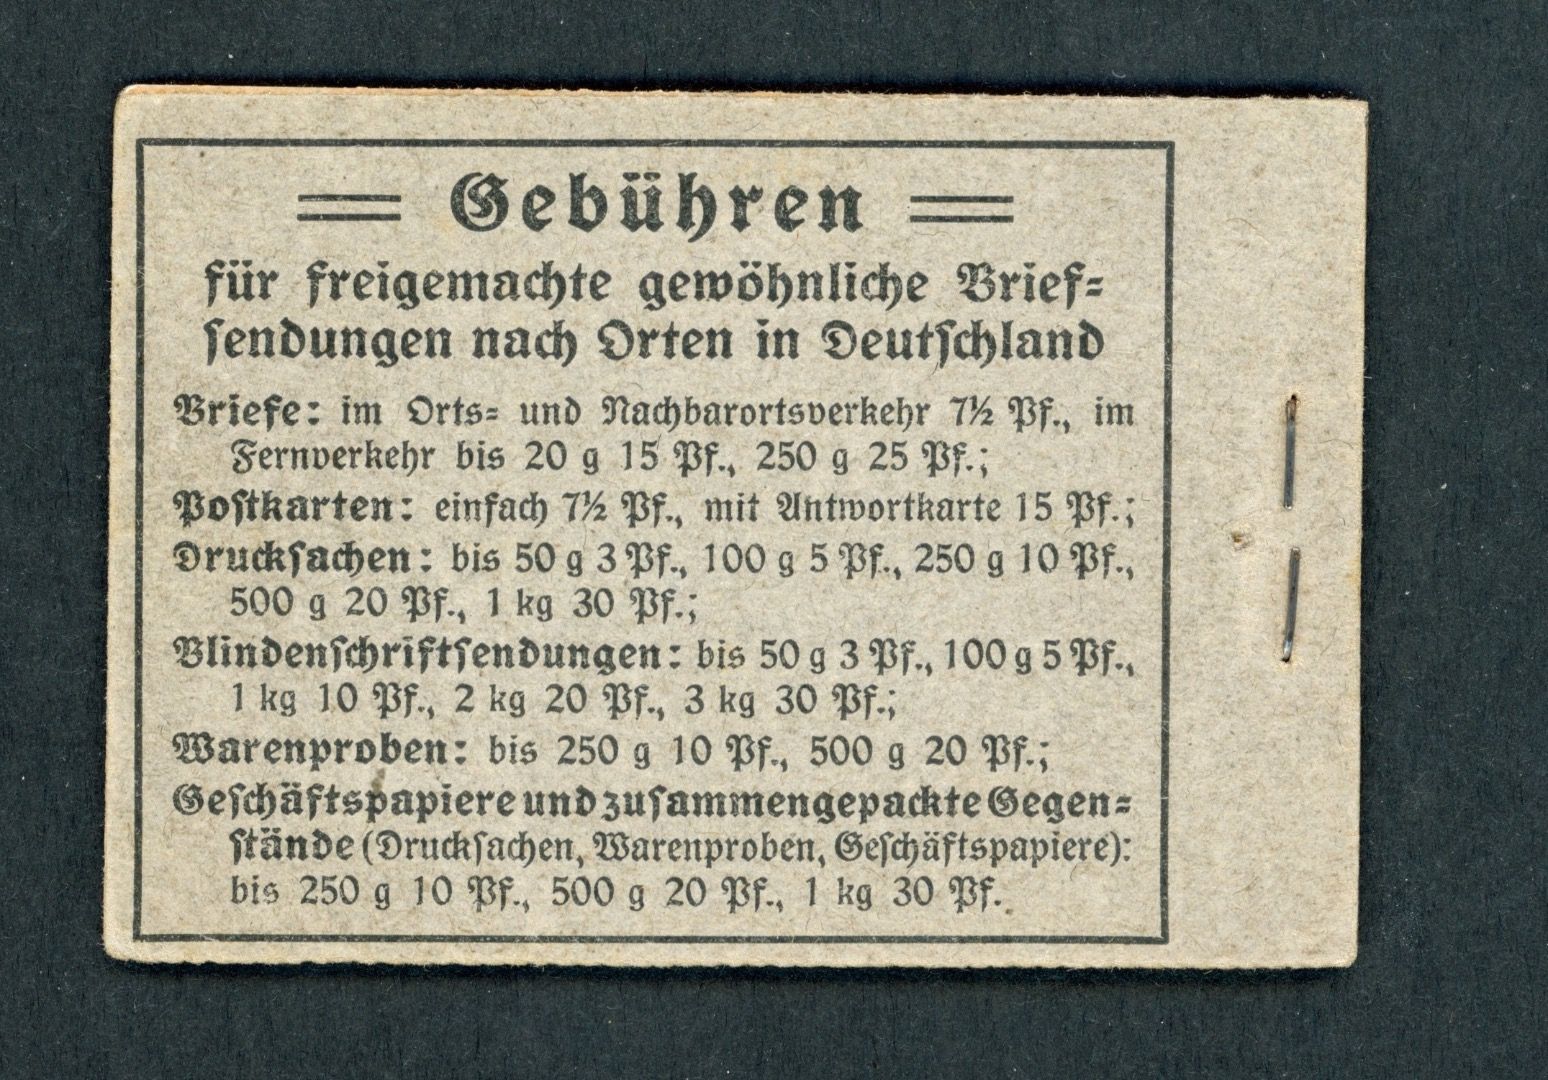 Gebühren
für freigemachte gewöhnliche Brief=
sendungen nach Orten in Deutschland
Briefe: im Orts= und Nachbarortsverkehr 7½ Pf., im
Fernverkehr bis 20 g 15 Pf., 250 g 25 Pf.;
Postkarten: einfach 7½ Pf., mit Antwortkarte 15 Pf.;
Drucksachen: bis 50 g 3 Pf., 100 g 5 Pf., 250 g 10 Pf.,
500 g 20 Pf., 1 kg 30 Pf.;
Blindenschriftsendungen: bis 50 g 3 Pf., 100 g 5 Pf.,
1 kg 10 Pf., 2 kg 20 Pf., 3 kg 30 Pf.;
Warenproben: bis 250 g 10 Pf., 500 g 20 Pf.;
Geschäftspapiere und zusammengepackte Gegen=
stände (Drucksachen, Warenproben, Geschäftspapiere):
bis 250 g 10 Pf., 500 g 20 Pf., 1 kg 30 Pf.